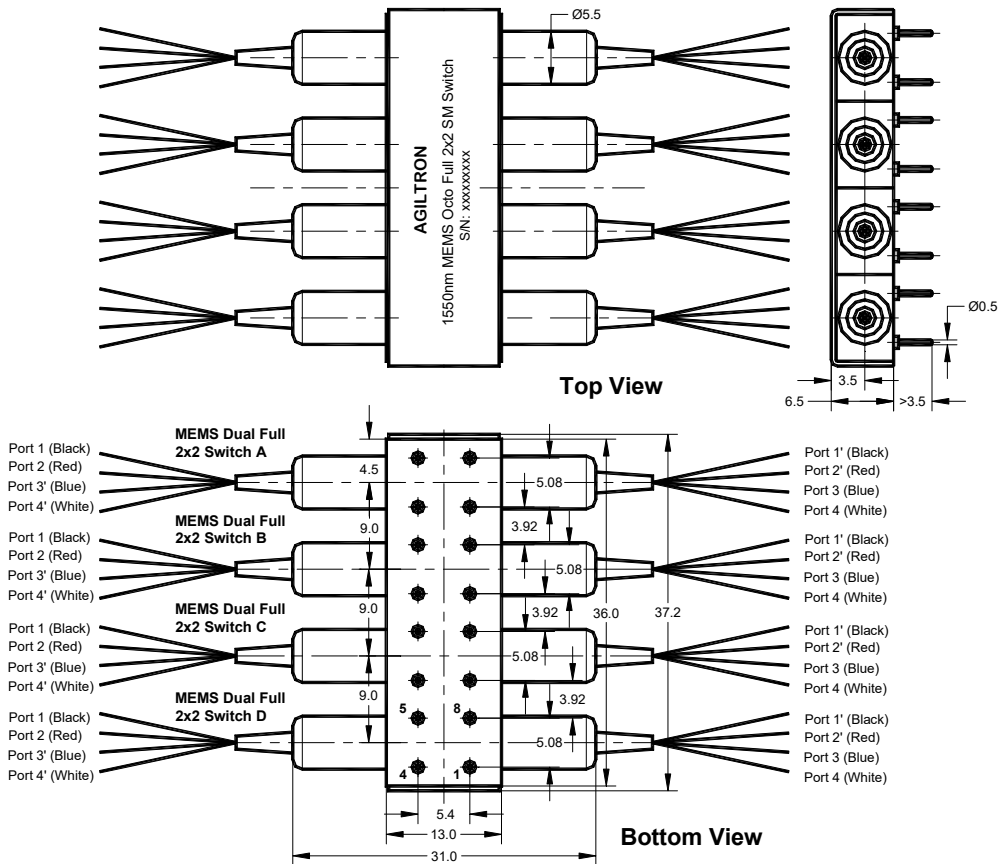 Ø5.5
AGILTRON
1550nm MEMS Octo Full 2x2 SM Switch
S/N: xxxxxxxxx
Ø0.5
3.5
6.5
>3.5
Top View
MEMS Dual Full
2x2 Switch A
Port 1 (Black)
Port 2 (Red)
Port 3' (Blue)
Port 4' (White)
MEMS Dual Full
2x2 Switch B
Port 1 (Black)
Port 2 (Red)
Port 3' (Blue)
Port 4' (White)
MEMS Dual Full
2x2 Switch C
Port 1 (Black)
Port 2 (Red)
Port 3' (Blue)
Port 4' (White)
MEMS Dual Full
2x2 Switch D
Port 1 (Black)
Port 2 (Red)
Port 3' (Blue)
Port 4' (White)
4.5
9.0
9.0
9.0
5
8
4
1
5.08
3.92
5.08
3.92
5.08
3.92
5.08
36.0
37.2
Port 1' (Black)
Port 2' (Red)
Port 3 (Blue)
Port 4 (White)
Port 1' (Black)
Port 2' (Red)
Port 3 (Blue)
Port 4 (White)
Port 1' (Black)
Port 2' (Red)
Port 3 (Blue)
Port 4 (White)
Port 1' (Black)
Port 2' (Red)
Port 3 (Blue)
Port 4 (White)
5.4
13.0
31.0
Bottom View